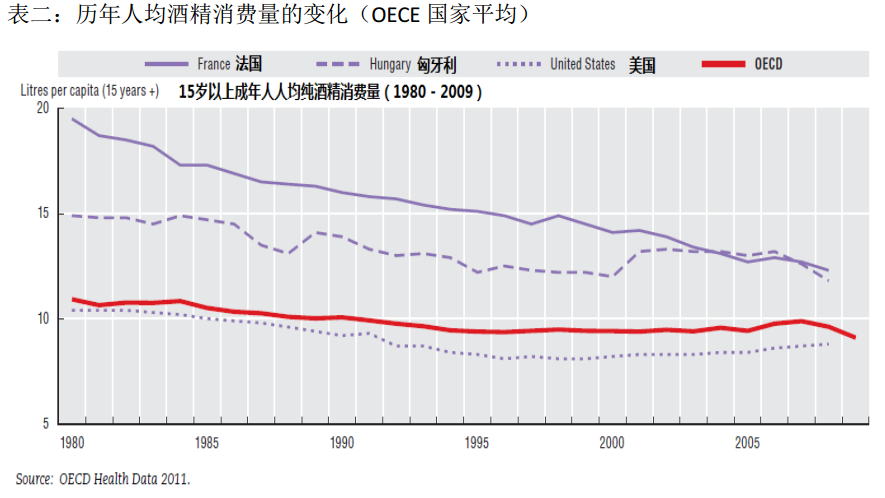 表二：历年人均酒精消费量的变化（OECE 国家平均）
France 法国 Hungary 匈牙利 United States 美国 OECD
Litres per capita (15 years +) 15岁以上成年人人均纯酒精消费量（1980 - 2009）
20
15
10
5
1980 1985 1990 1995 2000 2005
Source: OECD Health Data 2011.